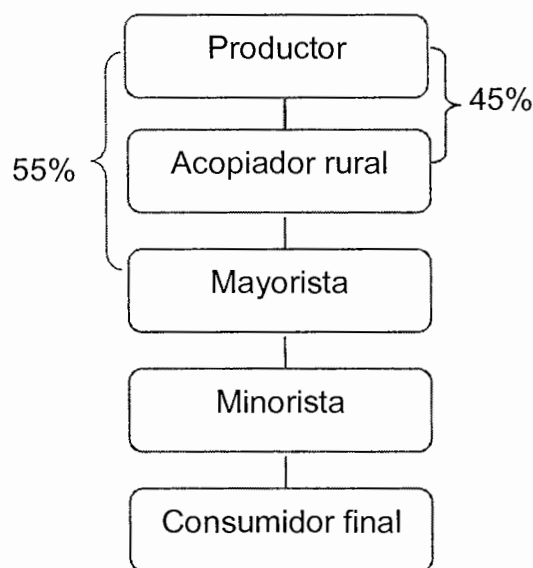 Productor
45%
Acopiador rural
55%
Mayorista
Minorista
Consumidor final